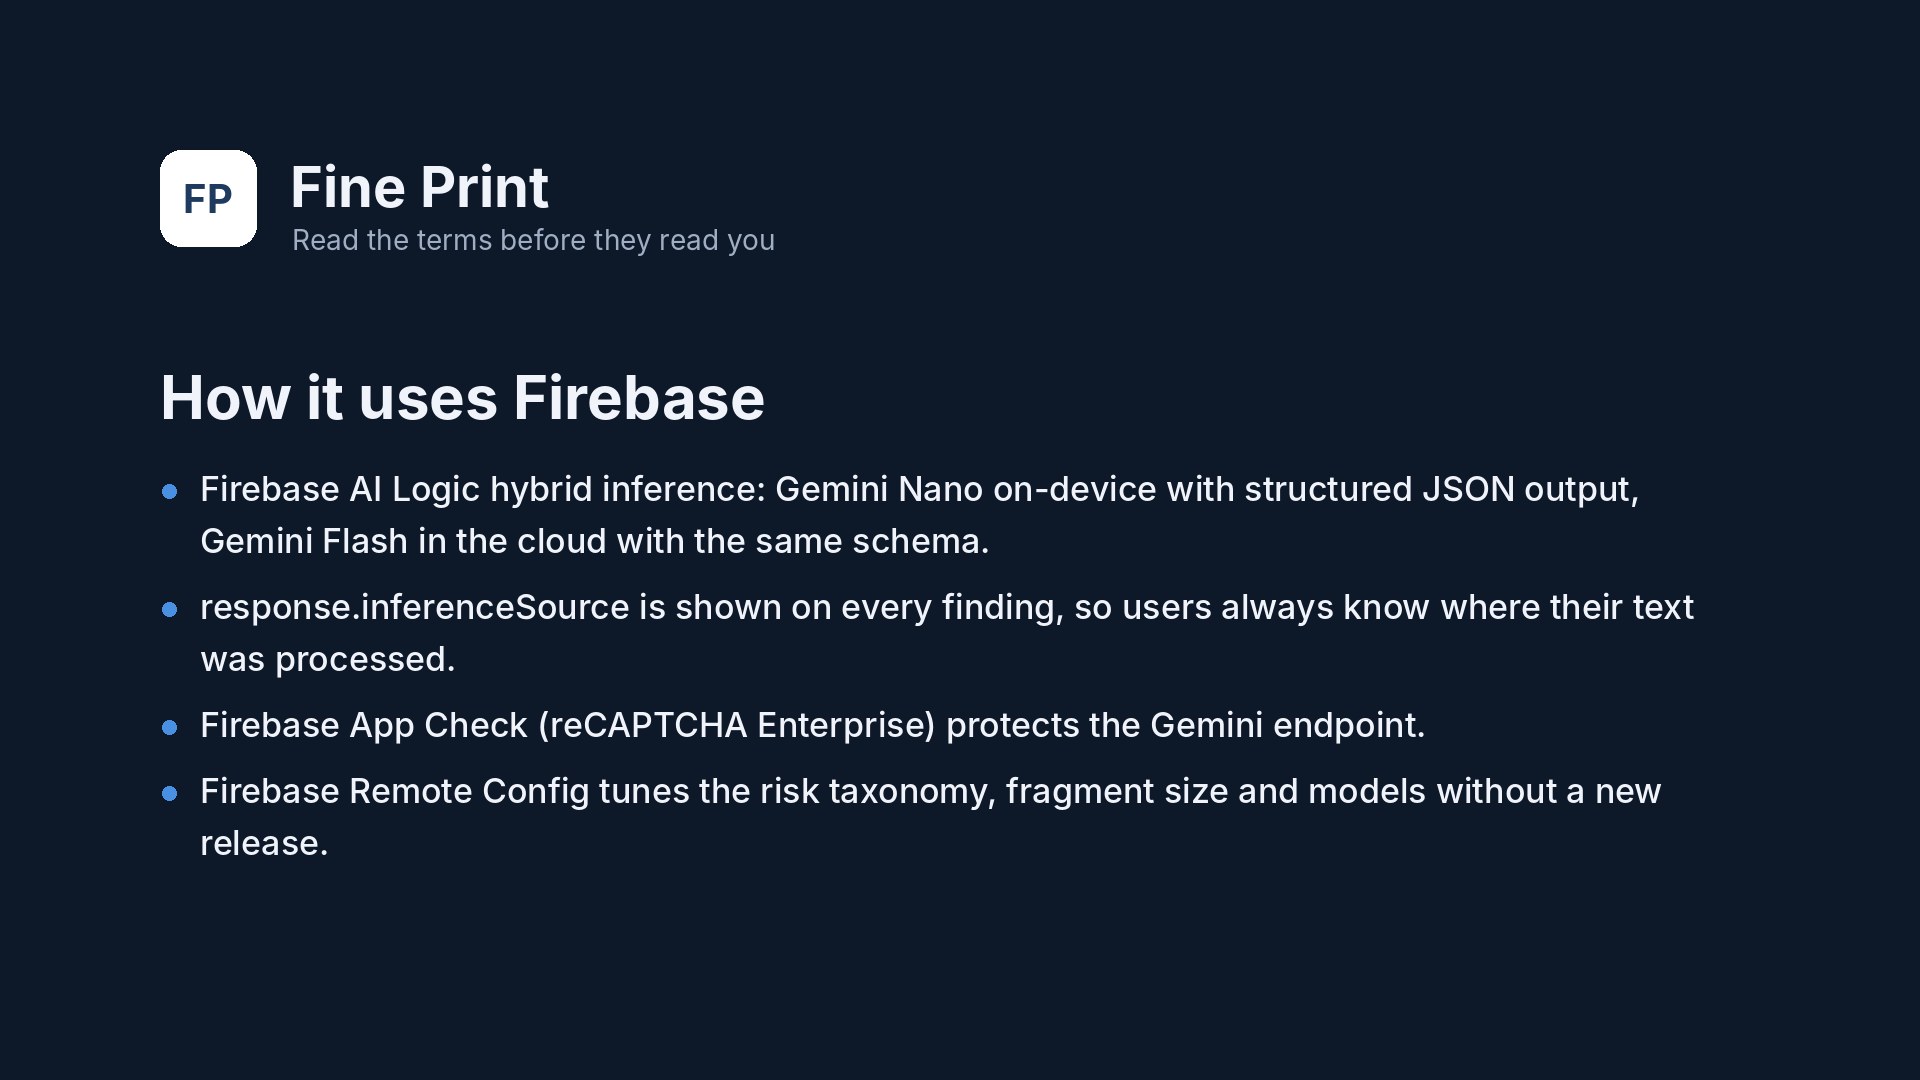 FP
Fine Print
Read the terms before they read you
How it uses Firebase
Firebase AI Logic hybrid inference: Gemini Nano on-device with structured JSON output,
Gemini Flash in the cloud with the same schema.
response.inferenceSource is shown on every finding, so users always know where their text
was processed.
Firebase App Check (reCAPTCHA Enterprise) protects the Gemini endpoint.
Firebase Remote Config tunes the risk taxonomy, fragment size and models without a new
release.